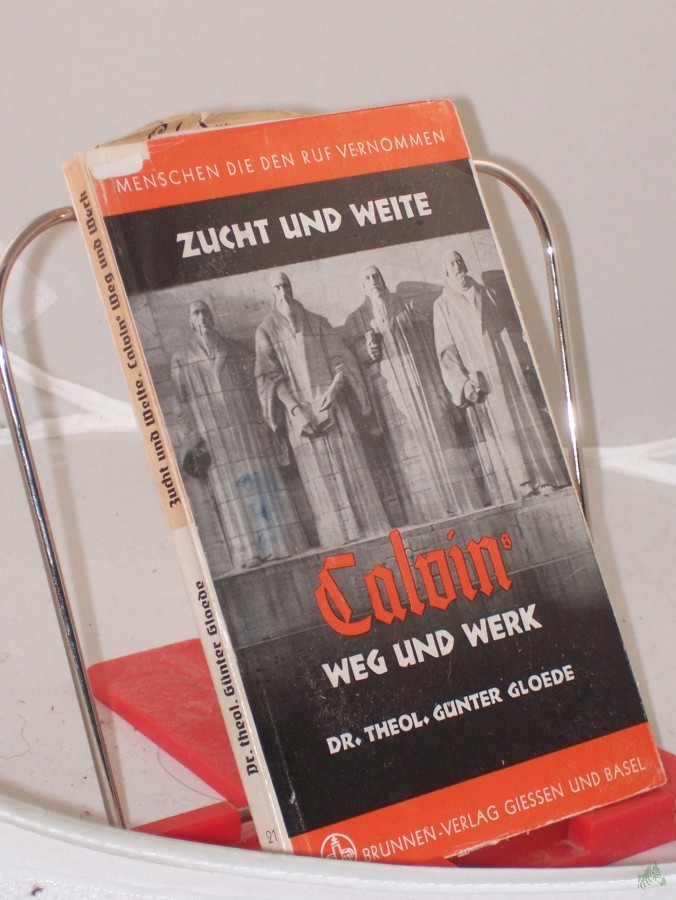 MENSCHEN DIE DEN RUF VERNOMMEN
ZUCHT UND WEITE
Calvins
WEG UND WERK
DR. THEOL. GÜNTER GLOEDE
BRUNNEN-VERLAG GIESSEN UND BASEL
Dr. theol. Günter Gloede Zucht und Weite. Calvins Weg und Werk
21